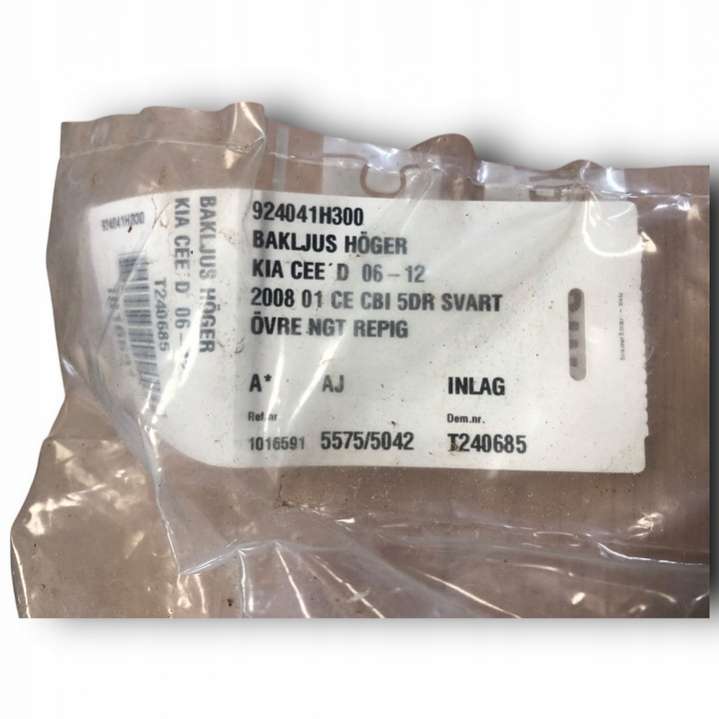 924041H300
BAKLJUS HÖGER
KIA CEE´D 06 – 12
2008 01 CE CBI 5DR SVART
ÖVRE NGT REPIG
A* AJ INLAG
Ref.nr Dem.nr.
1016591 5575/5042 T240685
BAKLJUS HÖGER
KIA CEE´D 06 –
924041H300
T240685